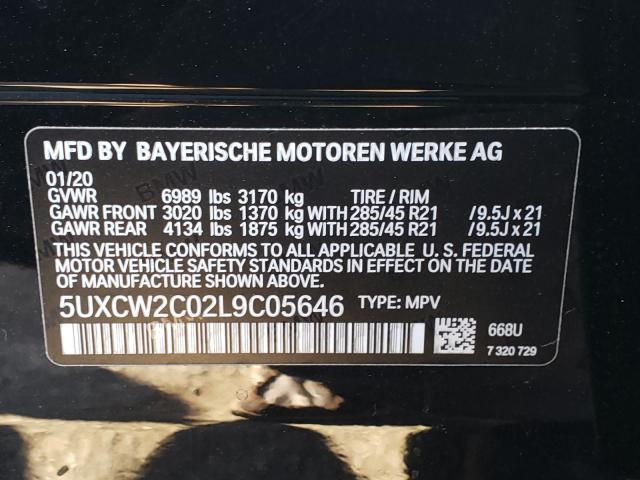 MFD BY BAYERISCHE MOTOREN WERKE AG
01/20
GVWR 6989 lbs 3170 kg TIRE / RIM
GAWR FRONT 3020 lbs 1370 kg WITH 285/45 R21 / 9.5J x 21
GAWR REAR 4134 lbs 1875 kg WITH 285/45 R21 / 9.5J x 21
THIS VEHICLE CONFORMS TO ALL APPLICABLE U. S. FEDERAL
MOTOR VEHICLE SAFETY STANDARDS IN EFFECT ON THE DATE
OF MANUFACTURE SHOWN ABOVE.
5UXCW2C02L9C05646 TYPE: MPV
668U
7 320 729